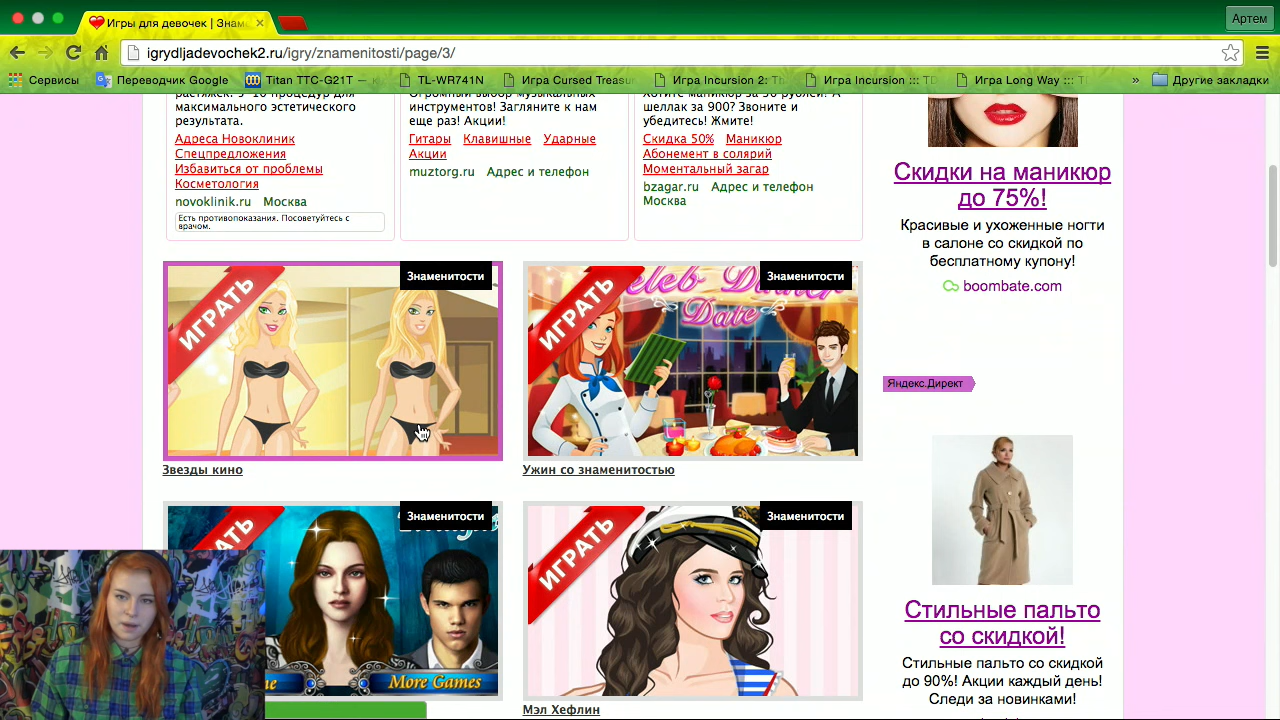 Игры для девочек | Знам
Артем
igrydljadevochek2.ru/igry/znamenitosti/page/3/
Сервисы
Переводчик Google
Titan TTC-G21T — к
TL-WR741N
Игра Cursed Treasur
Игра Incursion 2: Th
Игра Incursion ::: TD
Игра Long Way ::: T
»
Другие закладки
максимального эстетического
результата.
Адреса Новоклиник
Спецпредложения
Избавиться от проблемы
Косметология
novoklinik.ru Москва
Есть противопоказания. Посоветуйтесь с
врачом.
Огромный выбор музыкальных
инструментов! Загляните к нам
еще раз! Акции!
Гитары Клавишные Ударные
Акции
muztorg.ru Адрес и телефон
шеллак за 900? Звоните и
убедитесь! Жмите!
Скидка 50% Маникюр
Абонемент в солярий
Моментальный загар
bzagar.ru Адрес и телефон
Москва
Скидки на маникюр
до 75%!
Красивые и ухоженные ногти
в салоне со скидкой по
бесплатному купону!
boombate.com
Яндекс.Директ
ИГРАТЬ
Знаменитости
Звезды кино
ИГРАТЬ
Celeb Dinner
Date
Знаменитости
Ужин со знаменитостью
ИГРАТЬ
Знаменитости
More Games
ИГРАТЬ
Знаменитости
Мэл Хефлин
Стильные пальто
со скидкой!
Стильные пальто со скидкой
до 90%! Акции каждый день!
Следи за новинками!